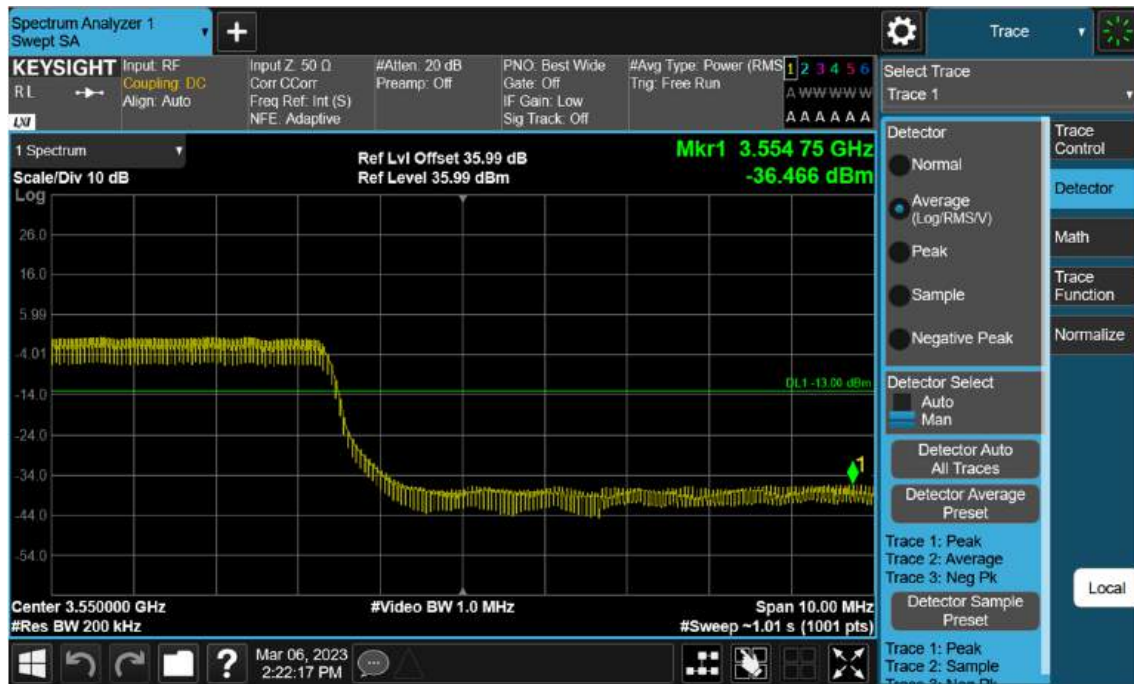 Spectrum Analyzer 1
Swept SA
+
Trace
KEYSIGHT
RL
LXI
Input: RF
Coupling: DC
Align: Auto
Input Z: 50 Ω
Corr CCorr
Freq Ref: Int (S)
NFE: Adaptive
#Atten: 20 dB
Preamp: Off
PNO: Best Wide
Gate: Off
IF Gain: Low
Sig Track: Off
#Avg Type: Power (RMS
Trig: Free Run
1 2 3 4 5 6
A W W W W W
A A A A A A
Select Trace
Trace 1
1 Spectrum
Scale/Div 10 dB
Log
Ref Lvl Offset 35.99 dB
Ref Level 35.99 dBm
Mkr1 3.554 75 GHz
-36.466 dBm
26.0
16.0
5.99
-4.01
-14.0
-24.0
-34.0
-44.0
-54.0
DL1 -13.00 dBm
1
Center 3.550000 GHz
#Res BW 200 kHz
#Video BW 1.0 MHz
Span 10.00 MHz
#Sweep ~1.01 s (1001 pts)
Detector
Normal
Average
(Log/RMS/V)
Peak
Sample
Negative Peak
Detector Select
Auto
Man
Detector Auto
All Traces
Detector Average
Preset
Trace 1: Peak
Trace 2: Average
Trace 3: Neg Pk
Detector Sample
Preset
Trace 1: Peak
Trace 2: Sample
Trace 3: Neg Pk
Trace
Control
Detector
Math
Trace
Function
Normalize
Local
?
Mar 06, 2023
2:22:17 PM